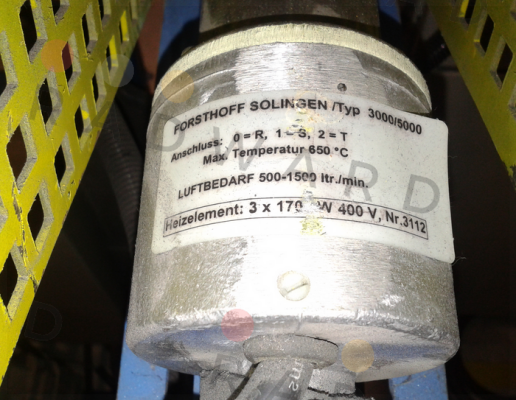 FORSTHOFF SOLINGEN /Typ 3000/5000
Anschluss: 0 = R, 1 = S, 2 = T
Max. Temperatur 650 °C
LUFTBEDARF 500-1500 ltr./min.
Heizelement: 3 x 170 W 400 V, Nr.3112